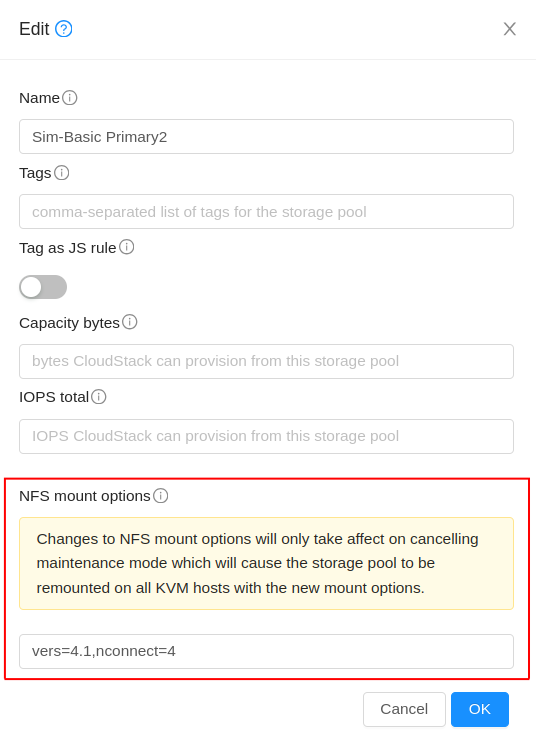 Edit
Name
Sim-Basic Primary2
Tags
comma-separated list of tags for the storage pool
Tag as JS rule
Capacity bytes
bytes CloudStack can provision from this storage pool
IOPS total
IOPS CloudStack can provision from this storage pool
NFS mount options
Changes to NFS mount options will only take affect on cancelling
maintenance mode which will cause the storage pool to be
remounted on all KVM hosts with the new mount options.
vers=4.1,nconnect=4
Cancel OK